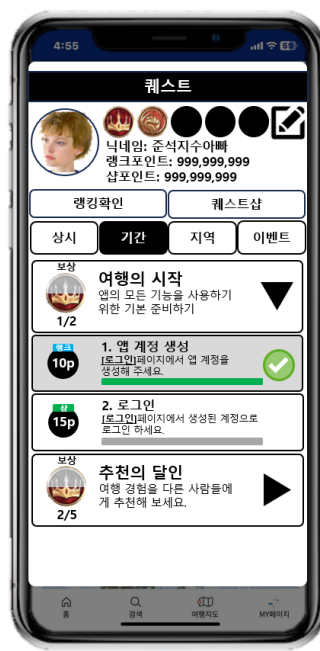 4:55
퀘스트
닉네임: 준석지수아빠
랭크포인트: 999,999,999
샵포인트: 999,999,999
랭킹확인 퀘스트샵
상시 기간 지역 이벤트
보상
여행의 시작
앱의 모든 기능을 사용하기
위한 기본 준비하기
1/2
랭크
10p
1. 앱 계정 생성
[로그인]페이지에서 앱 계정을
생성해 주세요.
샵
15p
2. 로그인
[로그인]페이지에서 생성된 계정으로
로그인 하세요.
보상
추천의 달인
여행 경험을 다른 사람들에
게 추천해 보세요.
2/5
홈 검색 여행지도 MY페이지